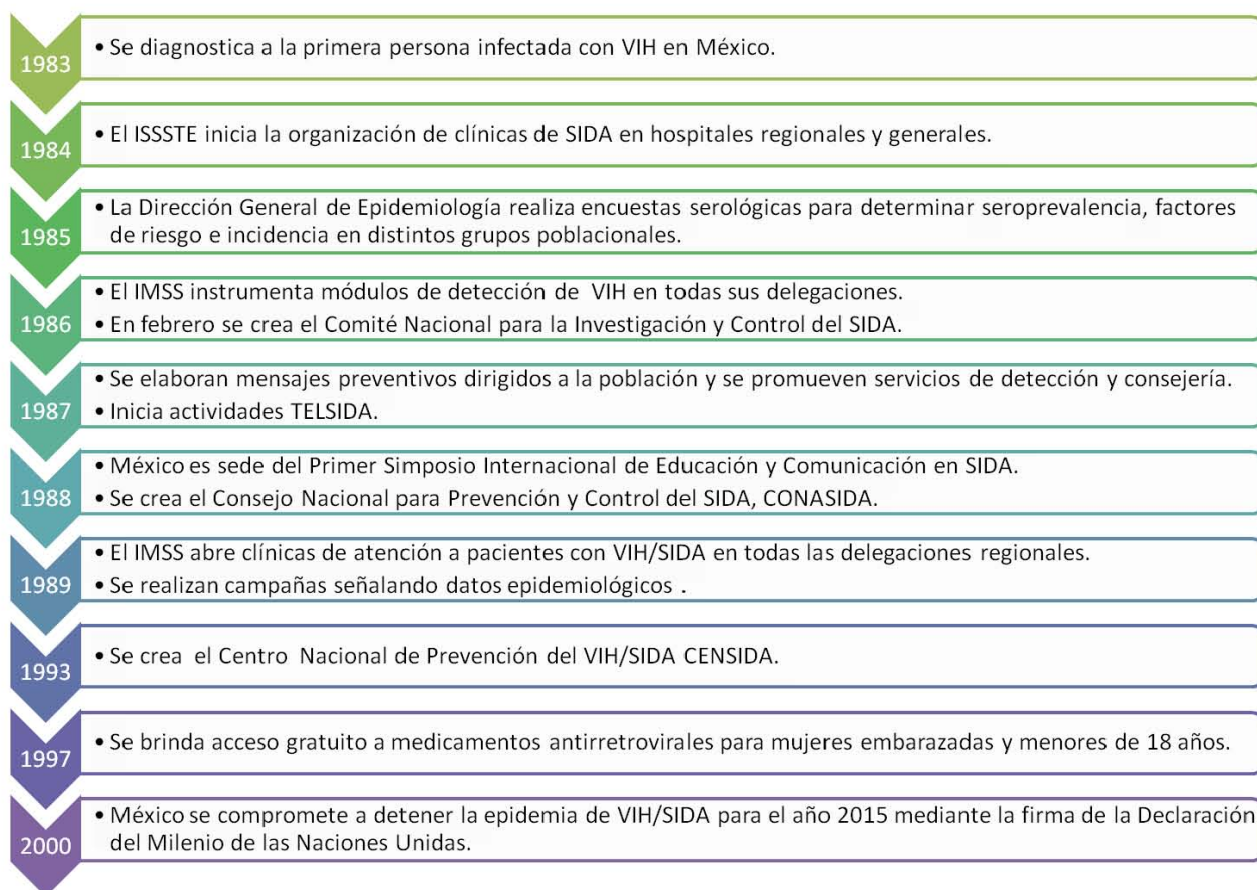 1983
• Se diagnostica a la primera persona infectada con VIH en México.
1984
• El ISSSTE inicia la organización de clínicas de SIDA en hospitales regionales y generales.
1985
• La Dirección General de Epidemiología realiza encuestas serológicas para determinar seroprevalencia, factores
de riesgo e incidencia en distintos grupos poblacionales.
1986
• El IMSS instrumenta módulos de detección de VIH en todas sus delegaciones.
• En febrero se crea el Comité Nacional para la Investigación y Control del SIDA.
1987
• Se elaboran mensajes preventivos dirigidos a la población y se promueven servicios de detección y consejería.
• Inicia actividades TELSIDA.
1988
• México es sede del Primer Simposio Internacional de Educación y Comunicación en SIDA.
• Se crea el Consejo Nacional para Prevención y Control del SIDA, CONASIDA.
1989
• El IMSS abre clínicas de atención a pacientes con VIH/SIDA en todas las delegaciones regionales.
• Se realizan campañas señalando datos epidemiológicos .
1993
• Se crea el Centro Nacional de Prevención del VIH/SIDA CENSIDA.
1997
• Se brinda acceso gratuito a medicamentos antirretrovirales para mujeres embarazadas y menores de 18 años.
2000
• México se compromete a detener la epidemia de VIH/SIDA para el año 2015 mediante la firma de la Declaración
del Milenio de las Naciones Unidas.